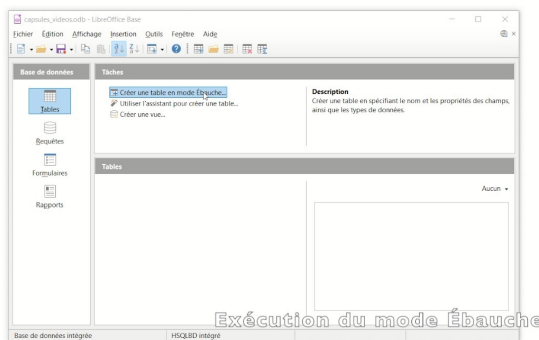 capsules_videos.odb - LibreOffice Base
Fichier Édition Affichage Insertion Outils Fenêtre Aide
Base de données
Tâches
Tables
Requêtes
Formulaires
Rapports
Créer une table en mode Ébauche...
Utiliser l'assistant pour créer une table...
Créer une vue...
Description
Créer une table en spécifiant le nom et les propriétés des champs,
ainsi que les types de données.
Tables
Aucun
Exécution du mode Ébauche
Base de données intégrée HSQLBD intégré